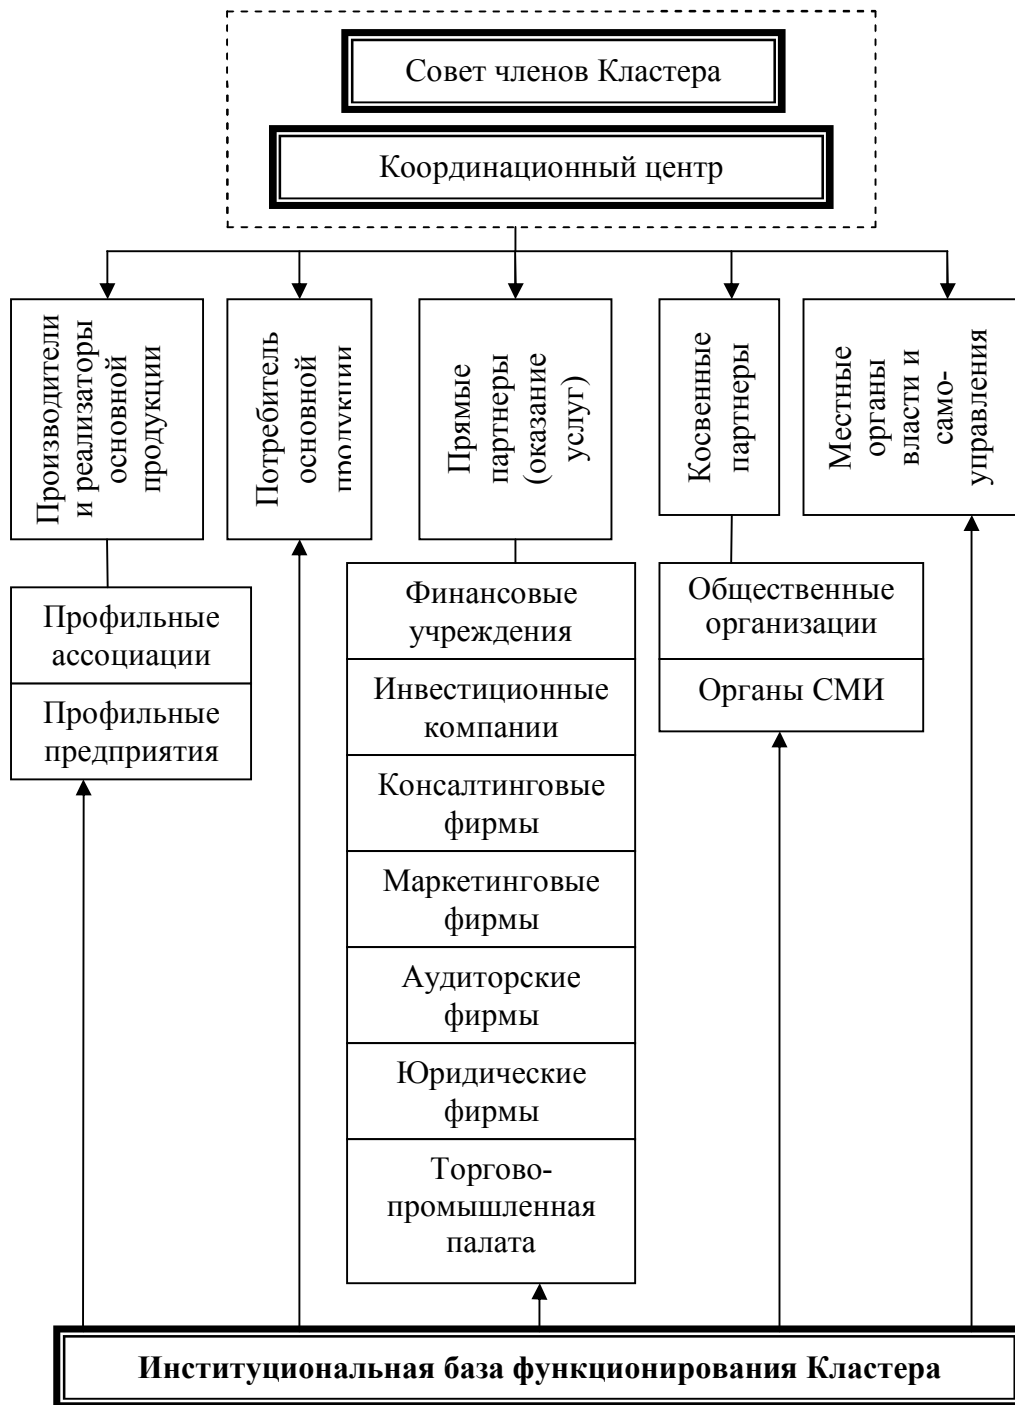 Совет членов Кластера
Координационный центр
Производители
и реализаторы
основной
продукции
Потребитель
основной
продукции
Прямые
партнеры
(оказание
услуг)
Косвенные
партнеры
Местные
органы
власти и
само-
управления
Профильные
ассоциации
Профильные
предприятия
Финансовые
учреждения
Инвестиционные
компании
Консалтинговые
фирмы
Маркетинговые
фирмы
Аудиторские
фирмы
Юридические
фирмы
Торгово-
промышленная
палата
Общественные
организации
Органы СМИ
Институциональная база функционирования Кластера